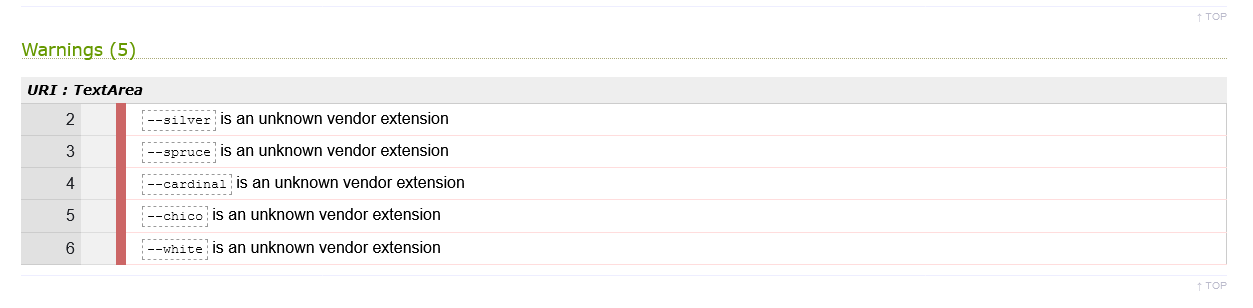 ↑ TOP
Warnings (5)
URI : TextArea
2 --silver is an unknown vendor extension
3 --spruce is an unknown vendor extension
4 --cardinal is an unknown vendor extension
5 --chico is an unknown vendor extension
6 --white is an unknown vendor extension
↑ TOP